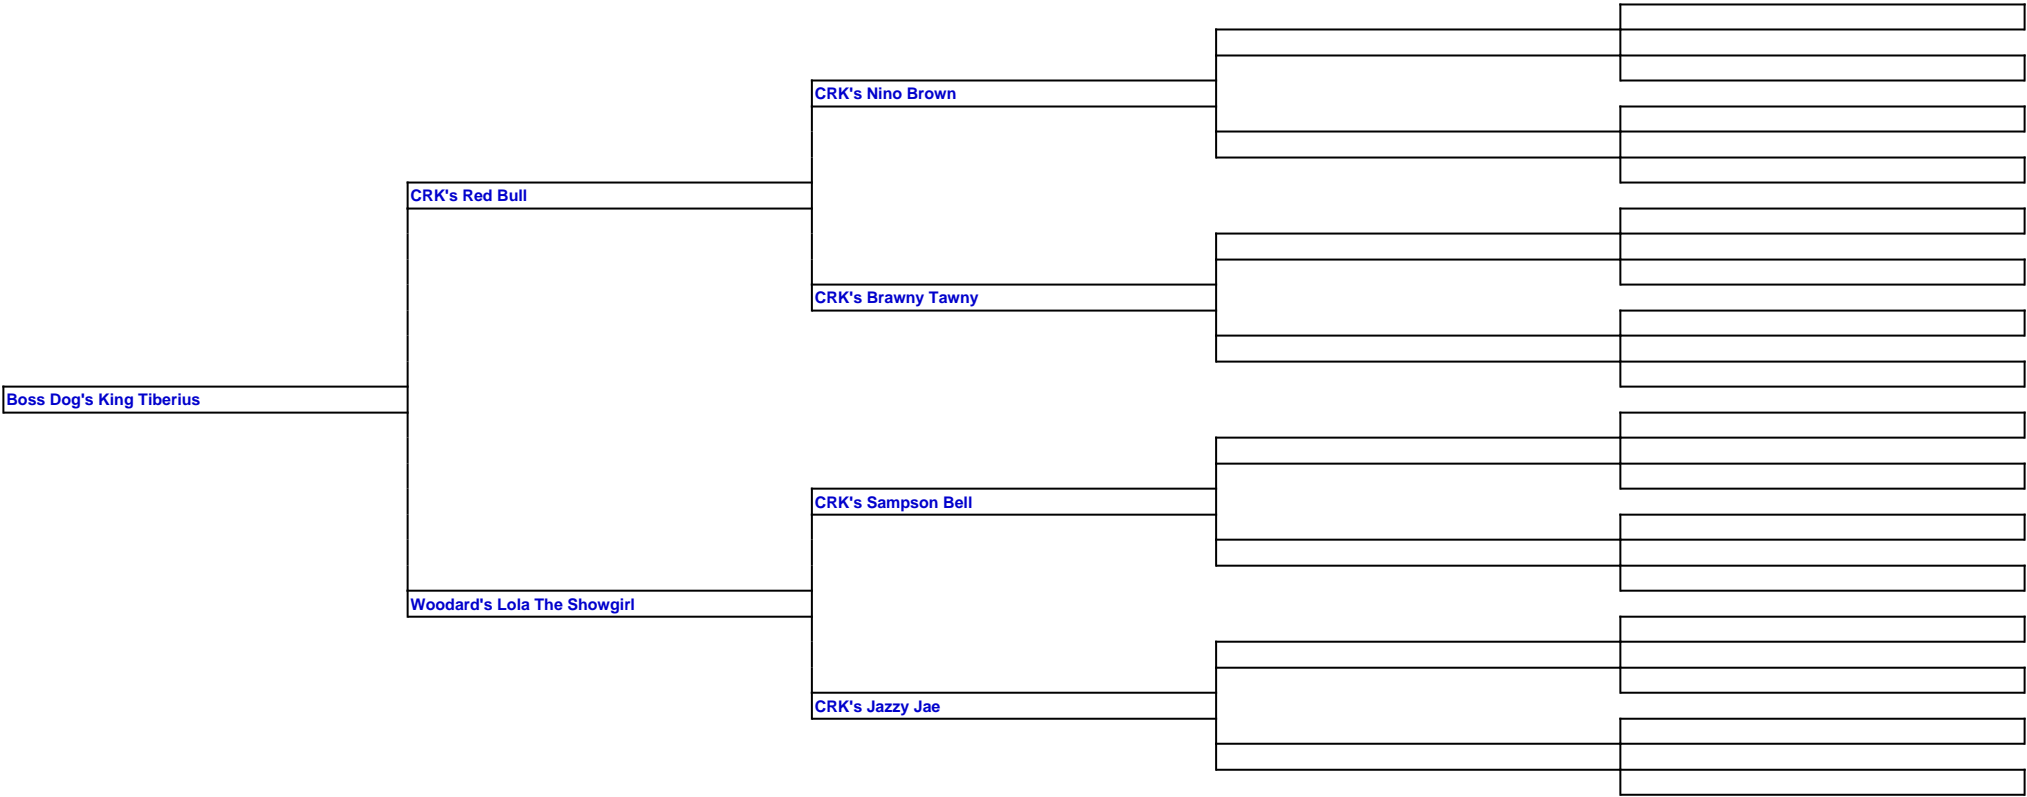 CRK's Nino Brown
CRK's Red Bull
CRK's Brawny Tawny
Boss Dog's King Tiberius
CRK's Sampson Bell
Woodard's Lola The Showgirl
CRK's Jazzy Jae